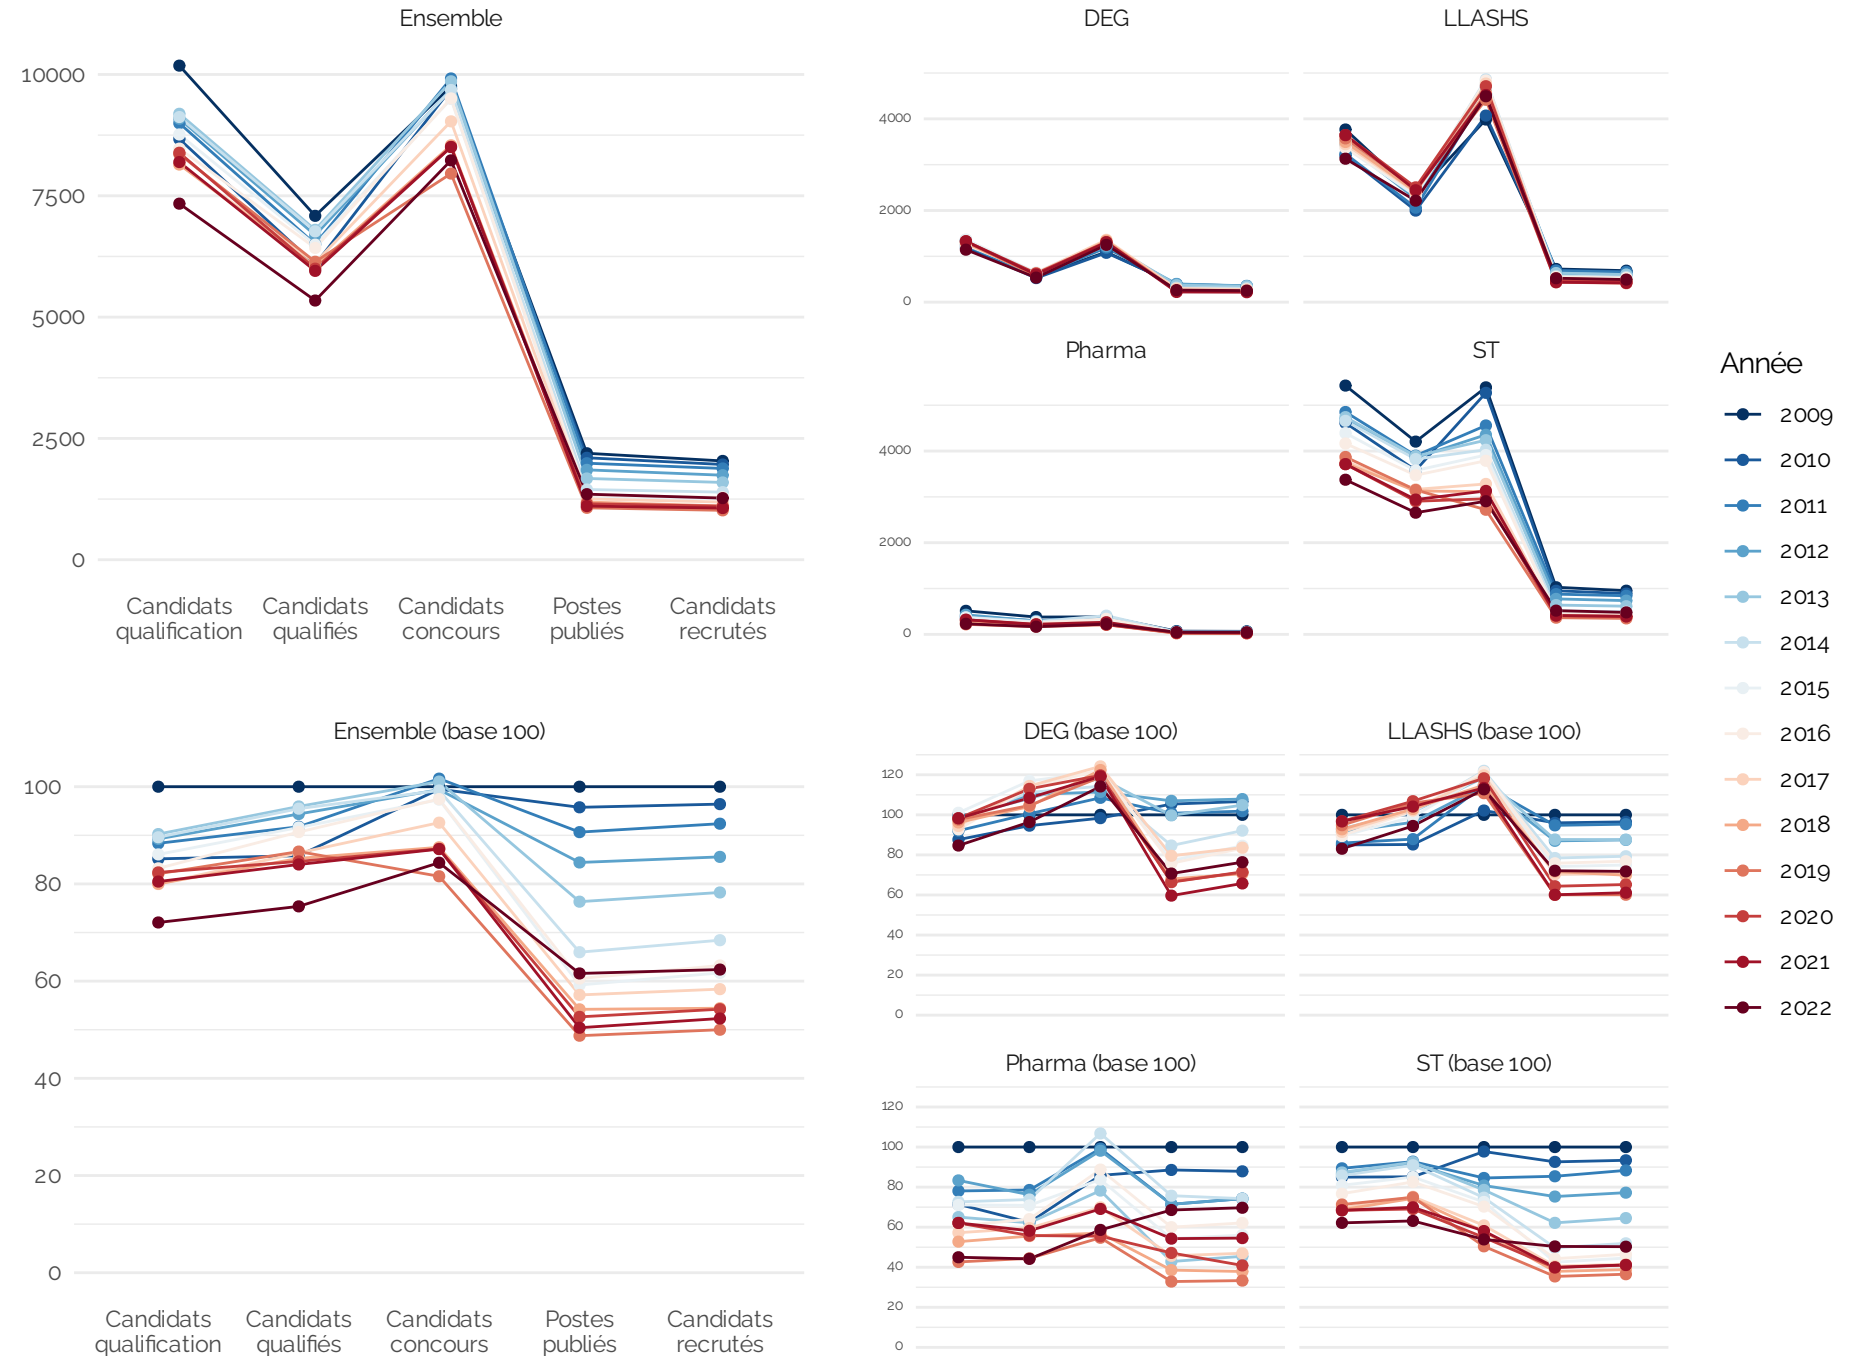 Ensemble
10000
7500
5000
2500
0
Candidats
qualification
Candidats
qualifiés
Candidats
concours
Postes
publiés
Candidats
recrutés
DEG
LLASHS
4000
2000
0
Pharma
ST
4000
2000
0
Année
2009
2010
2011
2012
2013
2014
2015
2016
2017
2018
2019
2020
2021
2022
Ensemble (base 100)
100
80
60
40
20
0
Candidats
qualification
Candidats
qualifiés
Candidats
concours
Postes
publiés
Candidats
recrutés
DEG (base 100)
LLASHS (base 100)
120
100
80
60
40
20
0
Pharma (base 100)
ST (base 100)
120
100
80
60
40
20
0